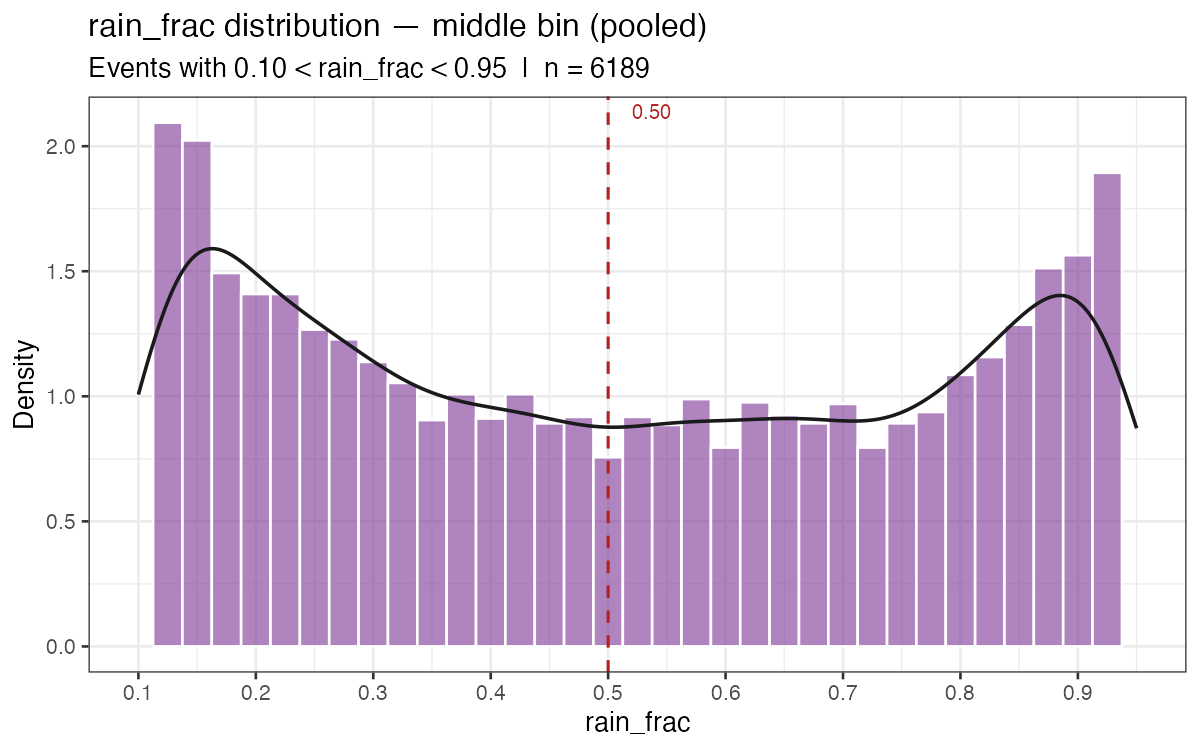 rain_frac distribution — middle bin (pooled)
Events with 0.10 < rain_frac < 0.95 | n = 6189
0.50
Density
2.0
1.5
1.0
0.5
0.0
0.1 0.2 0.3 0.4 0.5 0.6 0.7 0.8 0.9
rain_frac